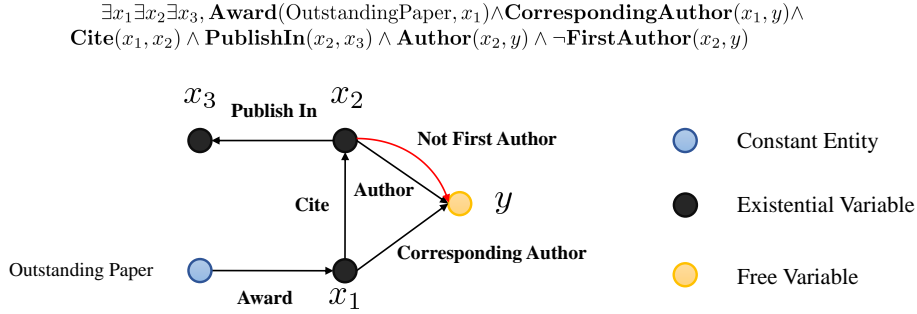 ∃x₁∃x₂∃x₃, Award(OutstandingPaper, x₁)∧CorrespondingAuthor(x₁, y)∧
Cite(x₁, x₂) ∧ PublishIn(x₂, x₃) ∧ Author(x₂, y) ∧ ¬FirstAuthor(x₂, y)
x₃
Publish In
x₂
Not First Author
Constant Entity
Author
Cite
y
Existential Variable
Corresponding Author
Outstanding Paper
Award
x₁
Free Variable